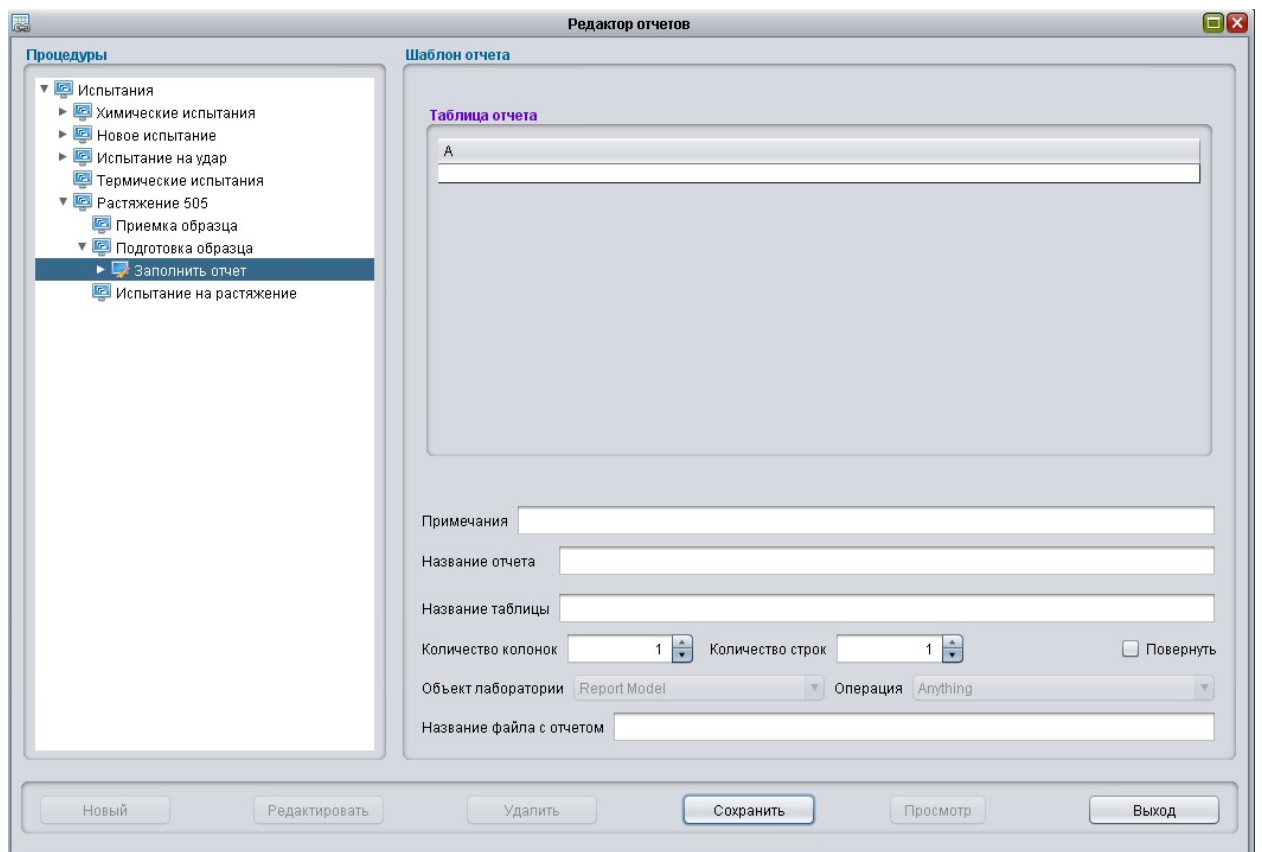 Редактор отчетов
Процедуры
Испытания
Химические испытания
Новое испытание
Испытание на удар
Термические испытания
Растяжение 505
Приемка образца
Подготовка образца
Заполнить отчет
Испытание на растяжение
Шаблон отчета
Таблица отчета
A
Примечания
Название отчета
Название таблицы
Количество колонок 1 Количество строк 1 Повернуть
Объект лаборатории Report Model Операция Anything
Название файла с отчетом
Новый Редактировать Удалить Сохранить Просмотр Выход